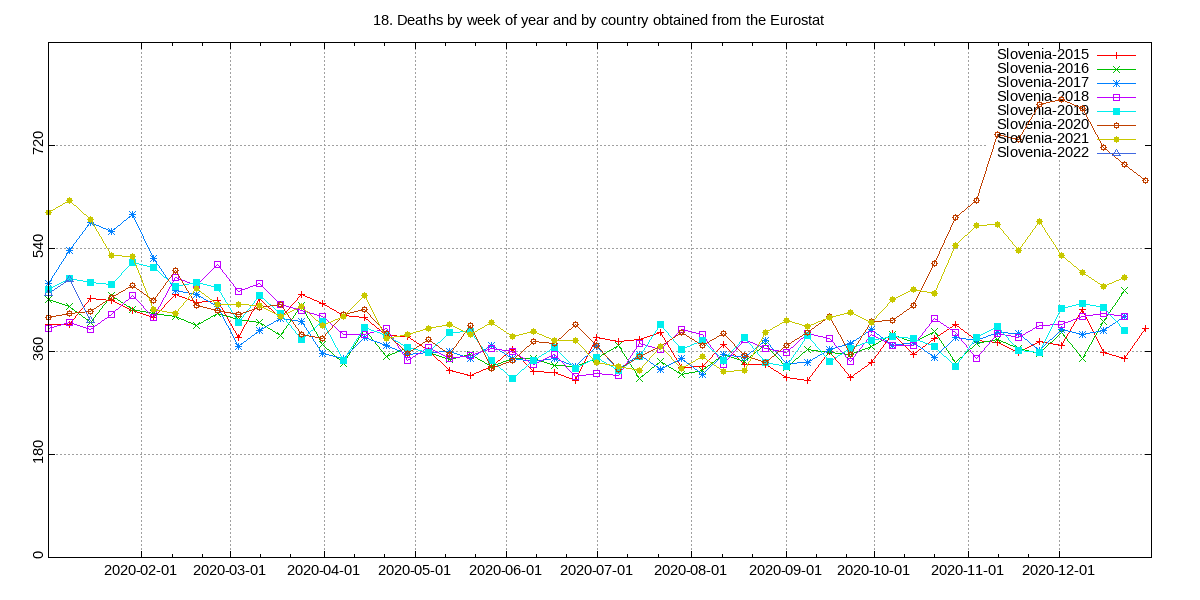 18. Deaths by week of year and by country obtained from the Eurostat
Slovenia-2015
Slovenia-2016
Slovenia-2017
Slovenia-2018
Slovenia-2019
Slovenia-2020
Slovenia-2021
Slovenia-2022
720
540
360
180
0
2020-02-01 2020-03-01 2020-04-01 2020-05-01 2020-06-01 2020-07-01 2020-08-01 2020-09-01 2020-10-01 2020-11-01 2020-12-01